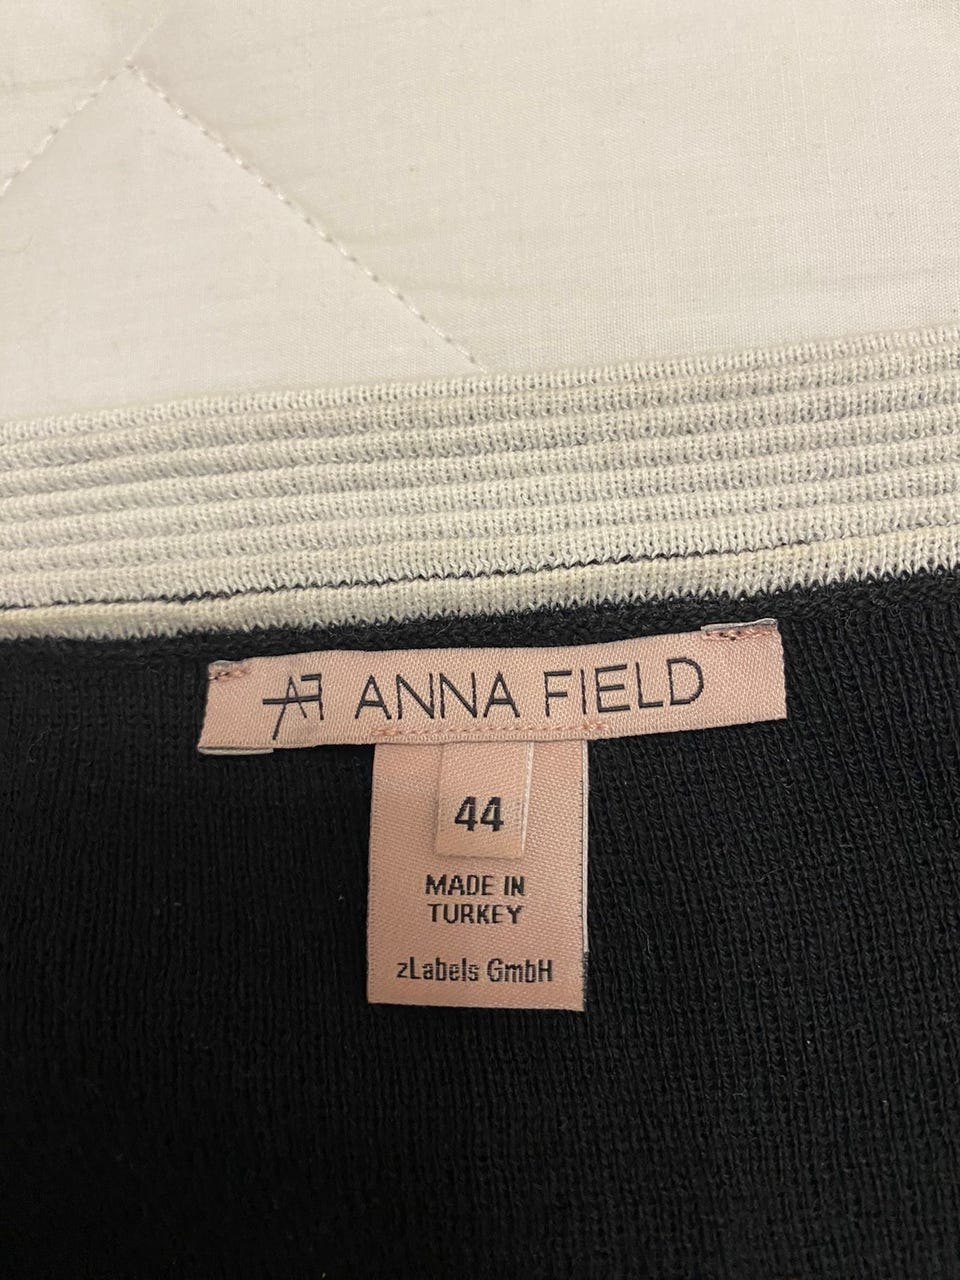 AF ANNA FIELD
44
MADE IN
TURKEY
zLabels GmbH